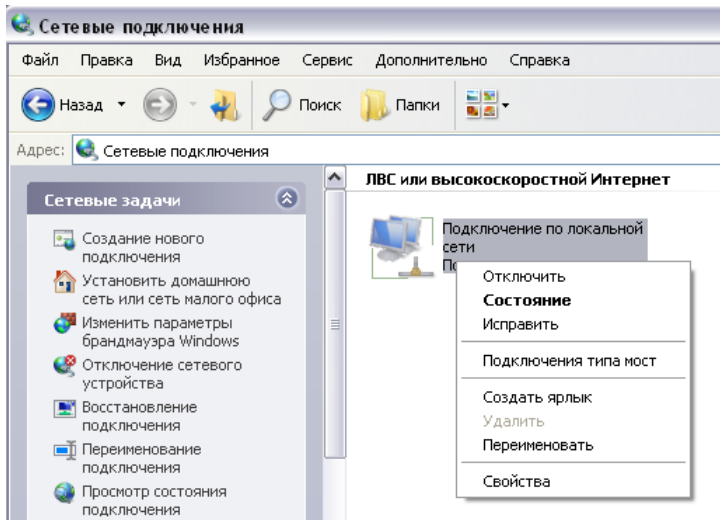 Сетевые подключения
Файл Правка Вид Избранное Сервис Дополнительно Справка
Назад Поиск Папки
Адрес: Сетевые подключения
Сетевые задачи
Создание нового
подключения
Установить домашнюю
сеть или сеть малого офиса
Изменить параметры
брандмауэра Windows
Отключение сетевого
устройства
Восстановление
подключения
Переименование
подключения
Просмотр состояния
подключения
ЛВС или высокоскоростной Интернет
Подключение по локальной
сети
Отключить
Состояние
Исправить
Подключения типа мост
Создать ярлык
Удалить
Переименовать
Свойства